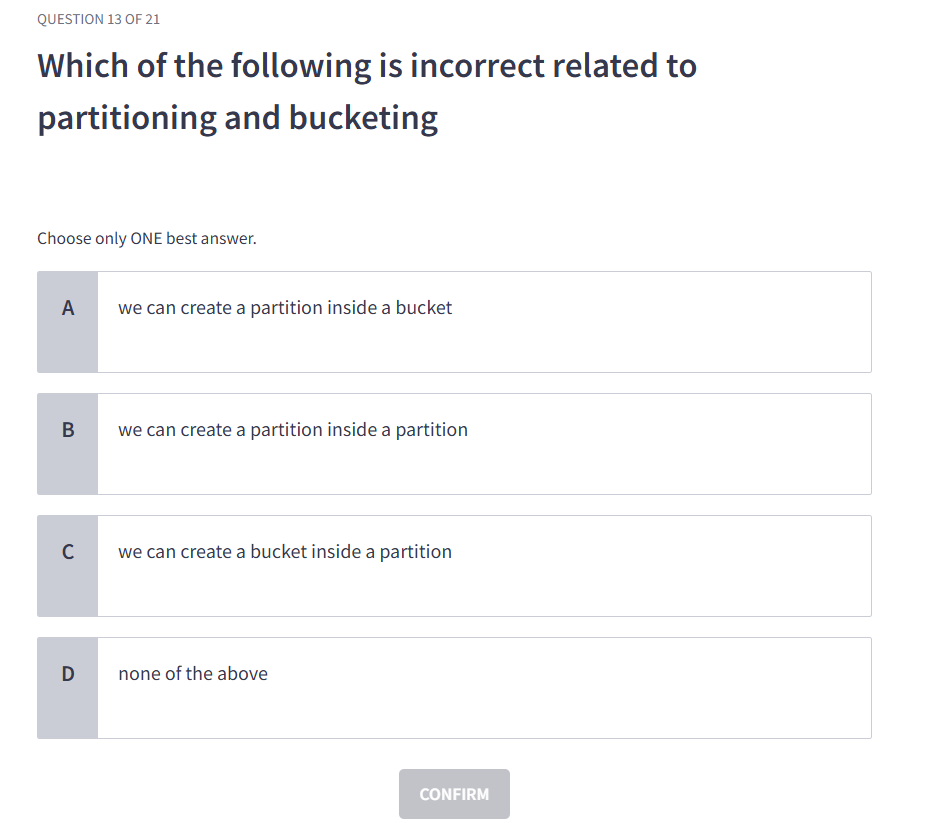 QUESTION 13 OF 21
Which of the following is incorrect related to
partitioning and bucketing
Choose only ONE best answer.
A
we can create a partition inside a bucket
B
we can create a partition inside a partition
C
we can create a bucket inside a partition
D
none of the above
CONFIRM